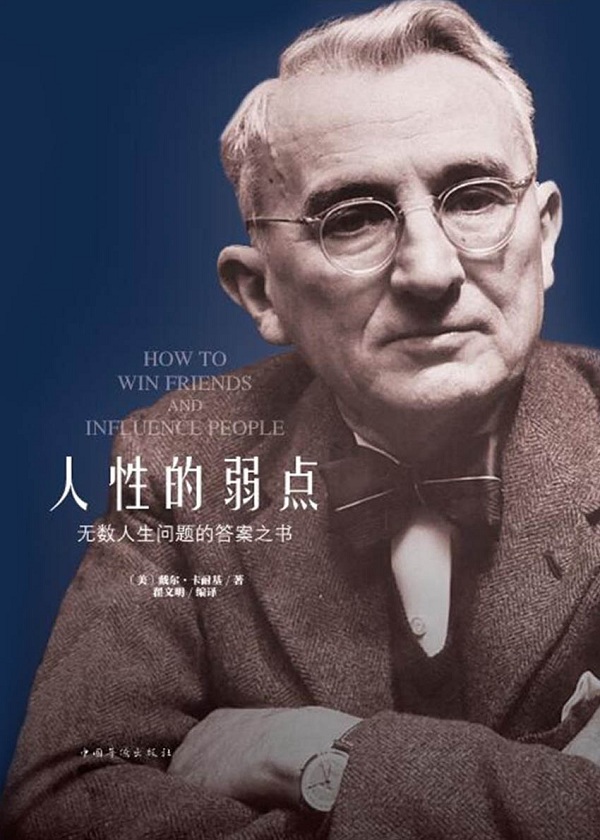 HOW TO
WIN FRIENDS
AND
INFLUENCE PEOPLE
人性的弱点
无数人生问题的答案之书
〔美〕戴尔·卡耐基/著
翟文明/编译
中国华侨出版社